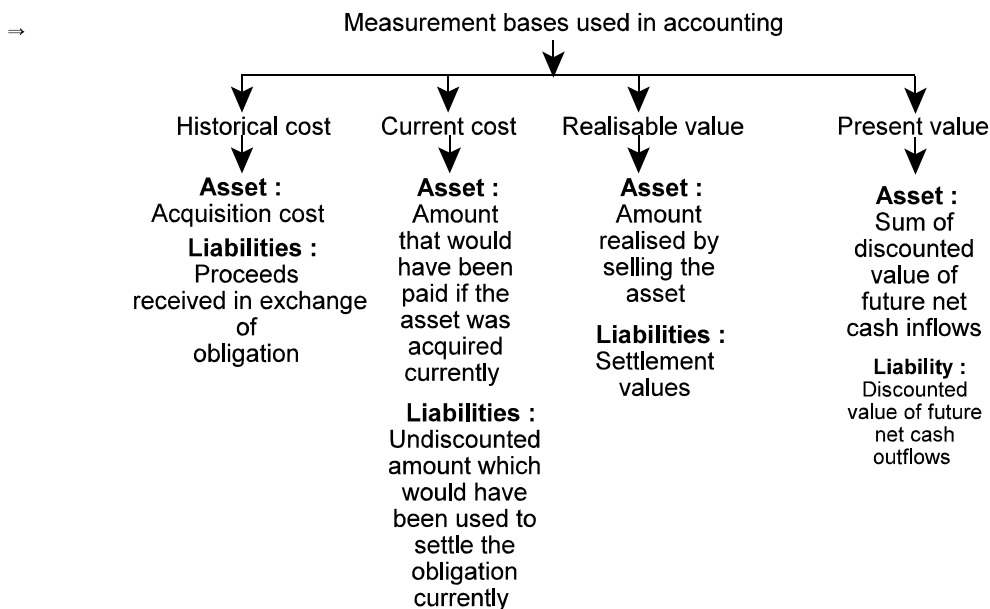 ⇒
Measurement bases used in accounting
Historical cost
Asset :
Acquisition cost
Liabilities :
Proceeds
received in exchange
of
obligation
Current cost
Asset :
Amount
that would
have been
paid if the
asset was
acquired
currently
Liabilities :
Undiscounted
amount which
would have
been used to
settle the
obligation
currently
Realisable value
Asset :
Amount
realised by
selling the
asset
Liabilities :
Settlement
values
Present value
Asset :
Sum of
discounted
value of
future net
cash inflows
Liability :
Discounted
value of future
net cash
outflows